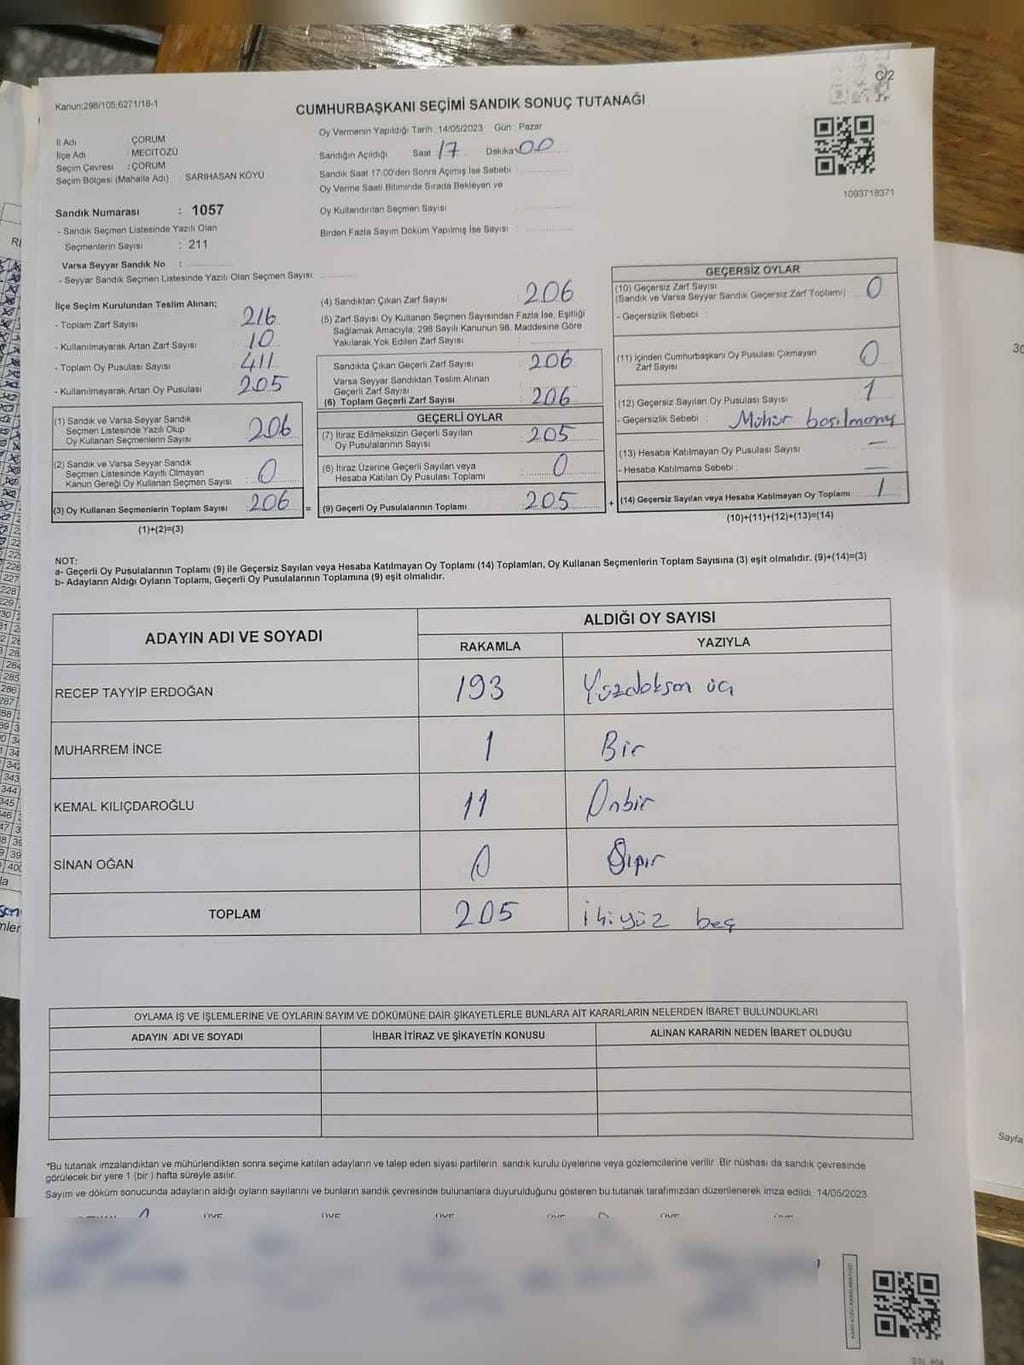 C/2
Kanun:298/105,6271/18-1
CUMHURBAŞKANI SEÇİMİ SANDIK SONUÇ TUTANAĞI
1093718371
İl Adı : ÇORUM
İlçe Adı : MECİTÖZÜ
Seçim Çevresi : ÇORUM
Seçim Bölgesi (Mahalle Adı) : SARIHASAN KÖYÜ
Sandık Numarası : 1057
- Sandık Seçmen Listesinde Yazılı Olan
Seçmenlerin Sayısı : 211
Varsa Seyyar Sandık No :
- Seyyar Sandık Seçmen Listesinde Yazılı Olan Seçmen Sayısı
Oy Vermenin Yapıldığı Tarih :14/05/2023 Gün : Pazar
Sandığın Açıldığı Saat : 17 Dakika : 00
Sandık Saat 17.00'den Sonra Açımış İse Sebebi
Oy Verme Saati Bitiminde Sırada Bekleyen ve
Oy Kullandırılan Seçmen Sayısı
Birden Fazla Sayım Döküm Yapılmış İse Sayısı
İlçe Seçim Kurulundan Teslim Alınan;
- Toplam Zarf Sayısı : 216
- Kullanılmayarak Artan Zarf Sayısı : 10
- Toplam Oy Pusulası Sayısı : 411
- Kullanılmayarak Artan Oy Pusulası : 205
(1) Sandık ve Varsa Seyyar Sandık
Seçmen Listesinde Yazılı Olup
Oy Kullanan Seçmenlerin Sayısı : 206
(2) Sandık ve Varsa Seyyar Sandık
Seçmen Listesinde Kayıtlı Olmayan
Kanun Gereği Oy Kullanan Seçmen Sayısı : 0
(3) Oy Kullanan Seçmenlerin Toplam Sayısı : 206 =
(1)+(2)=(3)
(4) Sandıktan Çıkan Zarf Sayısı : 206
(5) Zarf Sayısı Oy Kullanan Seçmen Sayısından Fazla İse, Eşitliği
Sağlamak Amacıyla; 298 Sayılı Kanunun 98. Maddesine Göre
Yakılarak Yok Edilen Zarf Sayısı
Sandıkta Çıkan Geçerli Zarf Sayısı : 206
Varsa Seyyar Sandıktan Teslim Alınan
Geçerli Zarf Sayısı
(6) Toplam Geçerli Zarf Sayısı : 206
GEÇERLİ OYLAR
(7) İtiraz Edilmeksizin Geçerli Sayılan
Oy Pusulalarının Sayısı : 205
(8) İtiraz Üzerine Geçerli Sayılan veya
Hesaba Katılan Oy Pusulası Toplamı : 0
(9) Geçerli Oy Pusulalarının Toplamı : 205 +
GEÇERSİZ OYLAR
(10) Geçersiz Zarf Sayısı
(Sandık ve Varsa Seyyar Sandık Geçersiz Zarf Toplamı) : 0
- Geçersizlik Sebebi :
(11) İçinden Cumhurbaşkanı Oy Pusulası Çıkmayan
Zarf Sayısı : 0
(12) Geçersiz Sayılan Oy Pusulası Sayısı : 1
- Geçersizlik Sebebi : Mühür
(13) Hesaba Katılmayan Oy Pusulası Sayısı : —
- Hesaba Katılmama Sebebi : —
(14) Geçersiz Sayılan veya Hesaba Katılmayan Oy Toplamı : 1
(10)+(11)+(12)+(13)=(14)
NOT:
a- Geçerli Oy Pusulalarının Toplamı (9) ile Geçersiz Sayılan veya Hesaba Katılmayan Oy Toplamı (14) Toplamları, Oy Kullanan Seçmenlerin Toplam Sayısına (3) eşit olmalıdır. (9)+(14)=(3)
b- Adayların Aldığı Oyların Toplamı, Geçerli Oy Pusulalarının Toplamına (9) eşit olmalıdır.
ADAYIN ADI VE SOYADI ALDIĞI OY SAYISI
RAKAMLA YAZIYLA
RECEP TAYYİP ERDOĞAN 193 Yüzdoksan üç
MUHARREM İNCE 1 Bir
KEMAL KILIÇDAROĞLU 11 Onbir
SİNAN OĞAN 0 Sıfır
TOPLAM 205 İkiyüz beş
OYLAMA İŞ VE İŞLEMLERİNE VE OYLARIN SAYIM VE DÖKÜMÜNE DAİR ŞİKAYETLERLE BUNLARA AİT KARARLARIN NELERDEN İBARET BULUNDUKLARI
ADAYIN ADI VE SOYADI İHBAR İTİRAZ VE ŞİKAYETİN KONUSU ALINAN KARARIN NEDEN İBARET OLDUĞU
*Bu tutanak imzalandıktan ve mühürlendikten sonra seçime katılan adayların ve talep eden siyasi partilerin sandık kurulu üyelerine veya gözlemcilerine verilir. Bir nüshası da sandık çevresinde
görülecek bir yere 1 (bir) hafta süreyle asılır.
Sayım ve döküm sonucunda adayların aldığı oyların sayılarını ve bunların sandık çevresinde bulunanlara duyurulduğunu gösteren bu tutanak tarafımızdan düzenlenerek imza edildi. 14/05/2023
Sayfa